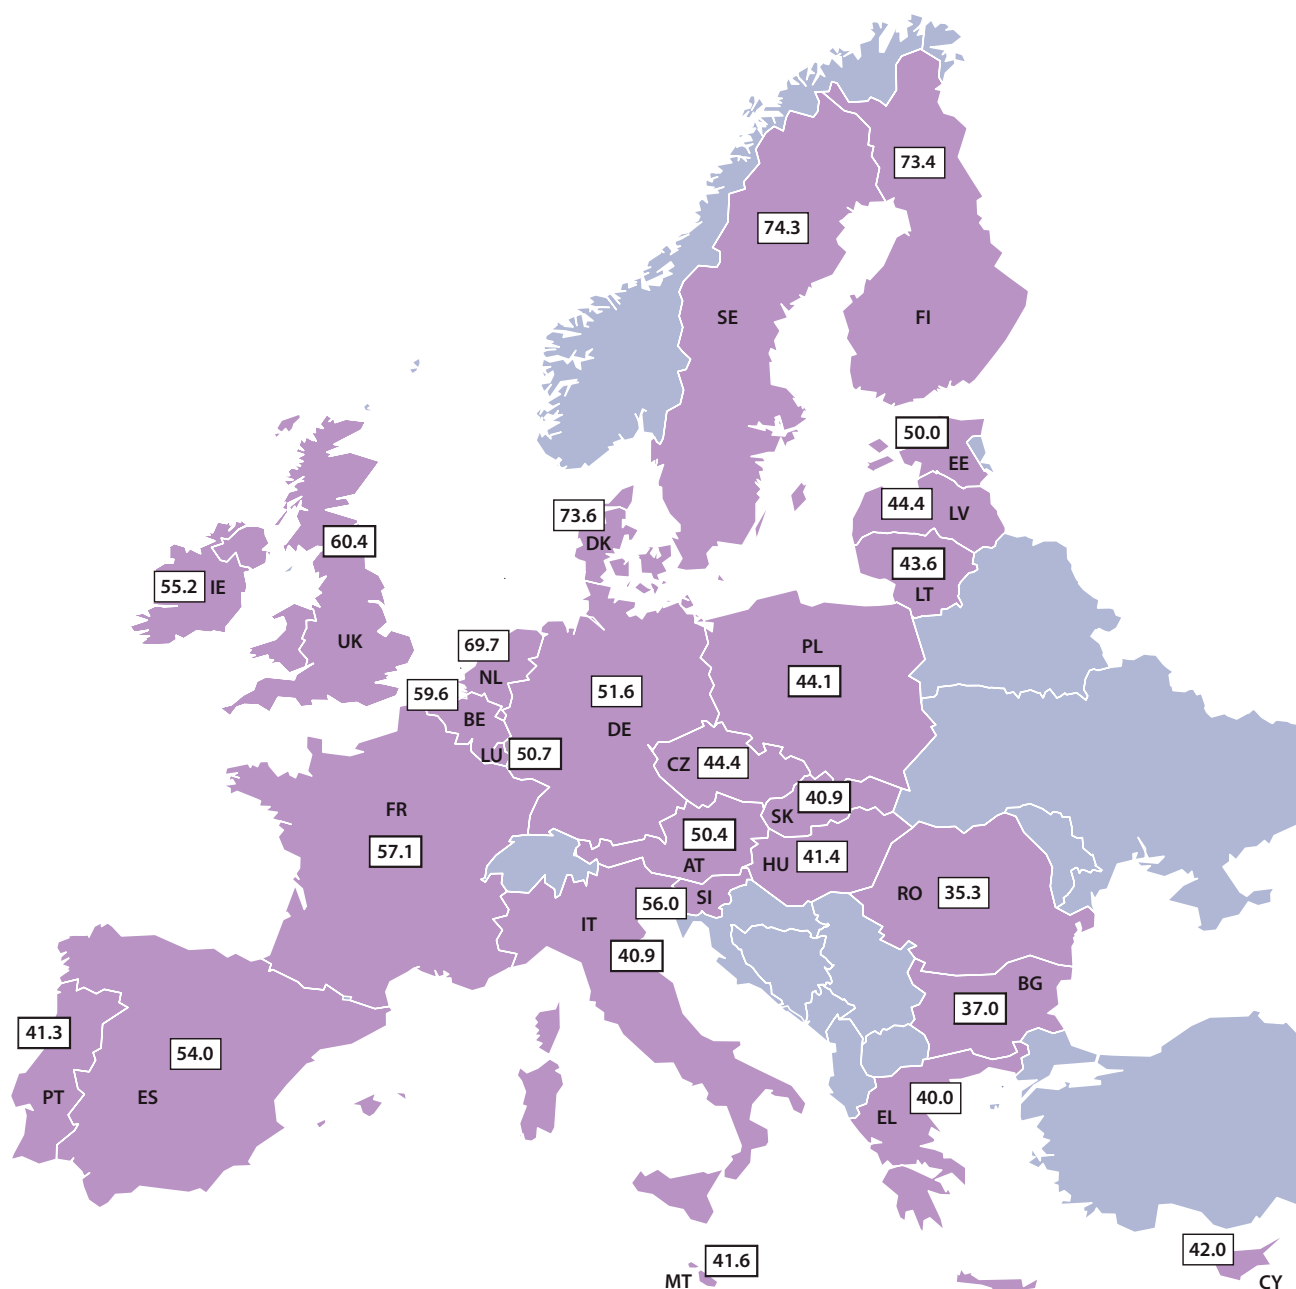 73.4
74.3
SE
FI
50.0
EE
44.4
LV
73.6
DK
60.4
43.6
LT
55.2
IE
UK
69.7
NL
PL
44.1
59.6
BE
51.6
DE
LU
50.7
CZ
44.4
40.9
SK
FR
57.1
50.4
AT
HU
41.4
SI
56.0
RO
35.3
IT
40.9
BG
37.0
41.3
PT
54.0
ES
40.0
EL
41.6
MT
42.0
CY